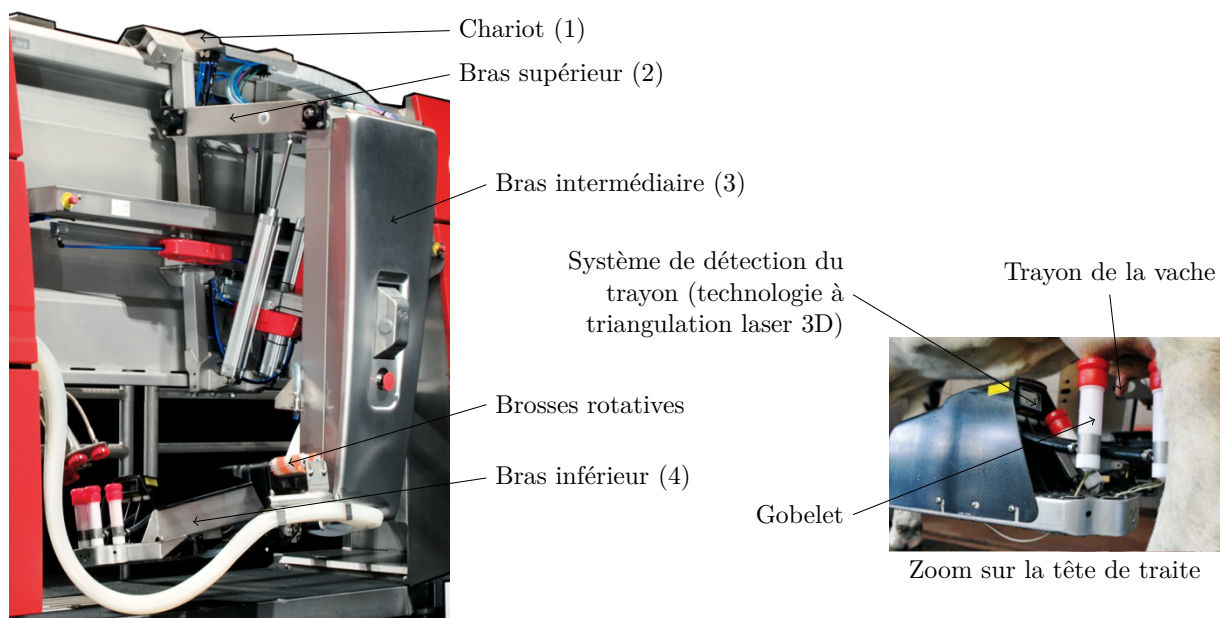 Chariot (1)
Bras supérieur (2)
Bras intermédiaire (3)
Système de détection du
trayon (technologie à
triangulation laser 3D)
Trayon de la vache
Brosses rotatives
Bras inférieur (4)
Gobelet
Zoom sur la tête de traite